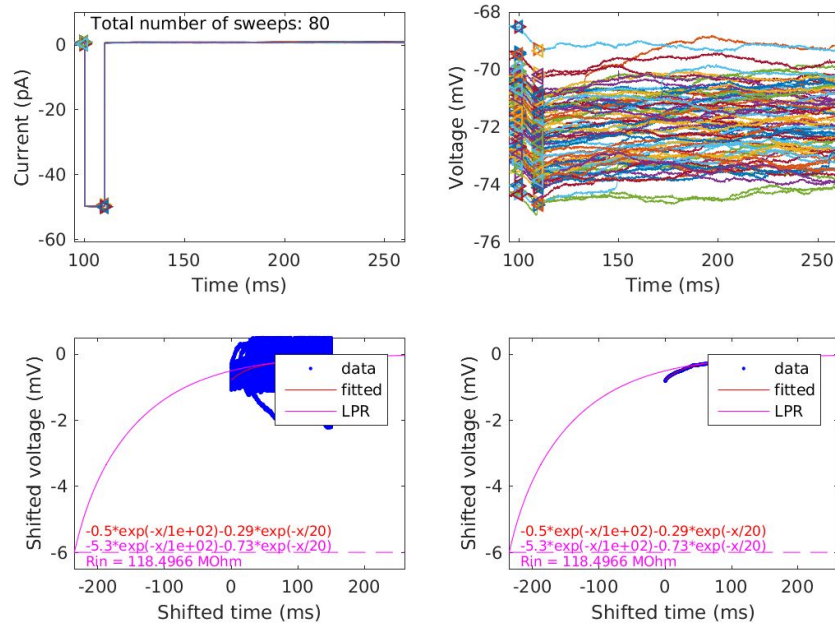 Total number of sweeps: 80
0
-20
-40
-60
Current (pA)
100
150
200
250
Time (ms)
-68
-70
-72
-74
-76
Voltage (mV)
100
150
200
250
Time (ms)
0
-2
-4
-6
Shifted voltage (mV)
data
fitted
LPR
-0.5*exp(-x/1e+02)-0.29*exp(-x/20)
-5.3*exp(-x/1e+02)-0.73*exp(-x/20)
Rin = 118.4966 MOhm
-200
-100
0
100
200
Shifted time (ms)
0
-2
-4
-6
Shifted voltage (mV)
data
fitted
LPR
-0.5*exp(-x/1e+02)-0.29*exp(-x/20)
-5.3*exp(-x/1e+02)-0.73*exp(-x/20)
Rin = 118.4966 MOhm
-200
-100
0
100
200
Shifted time (ms)